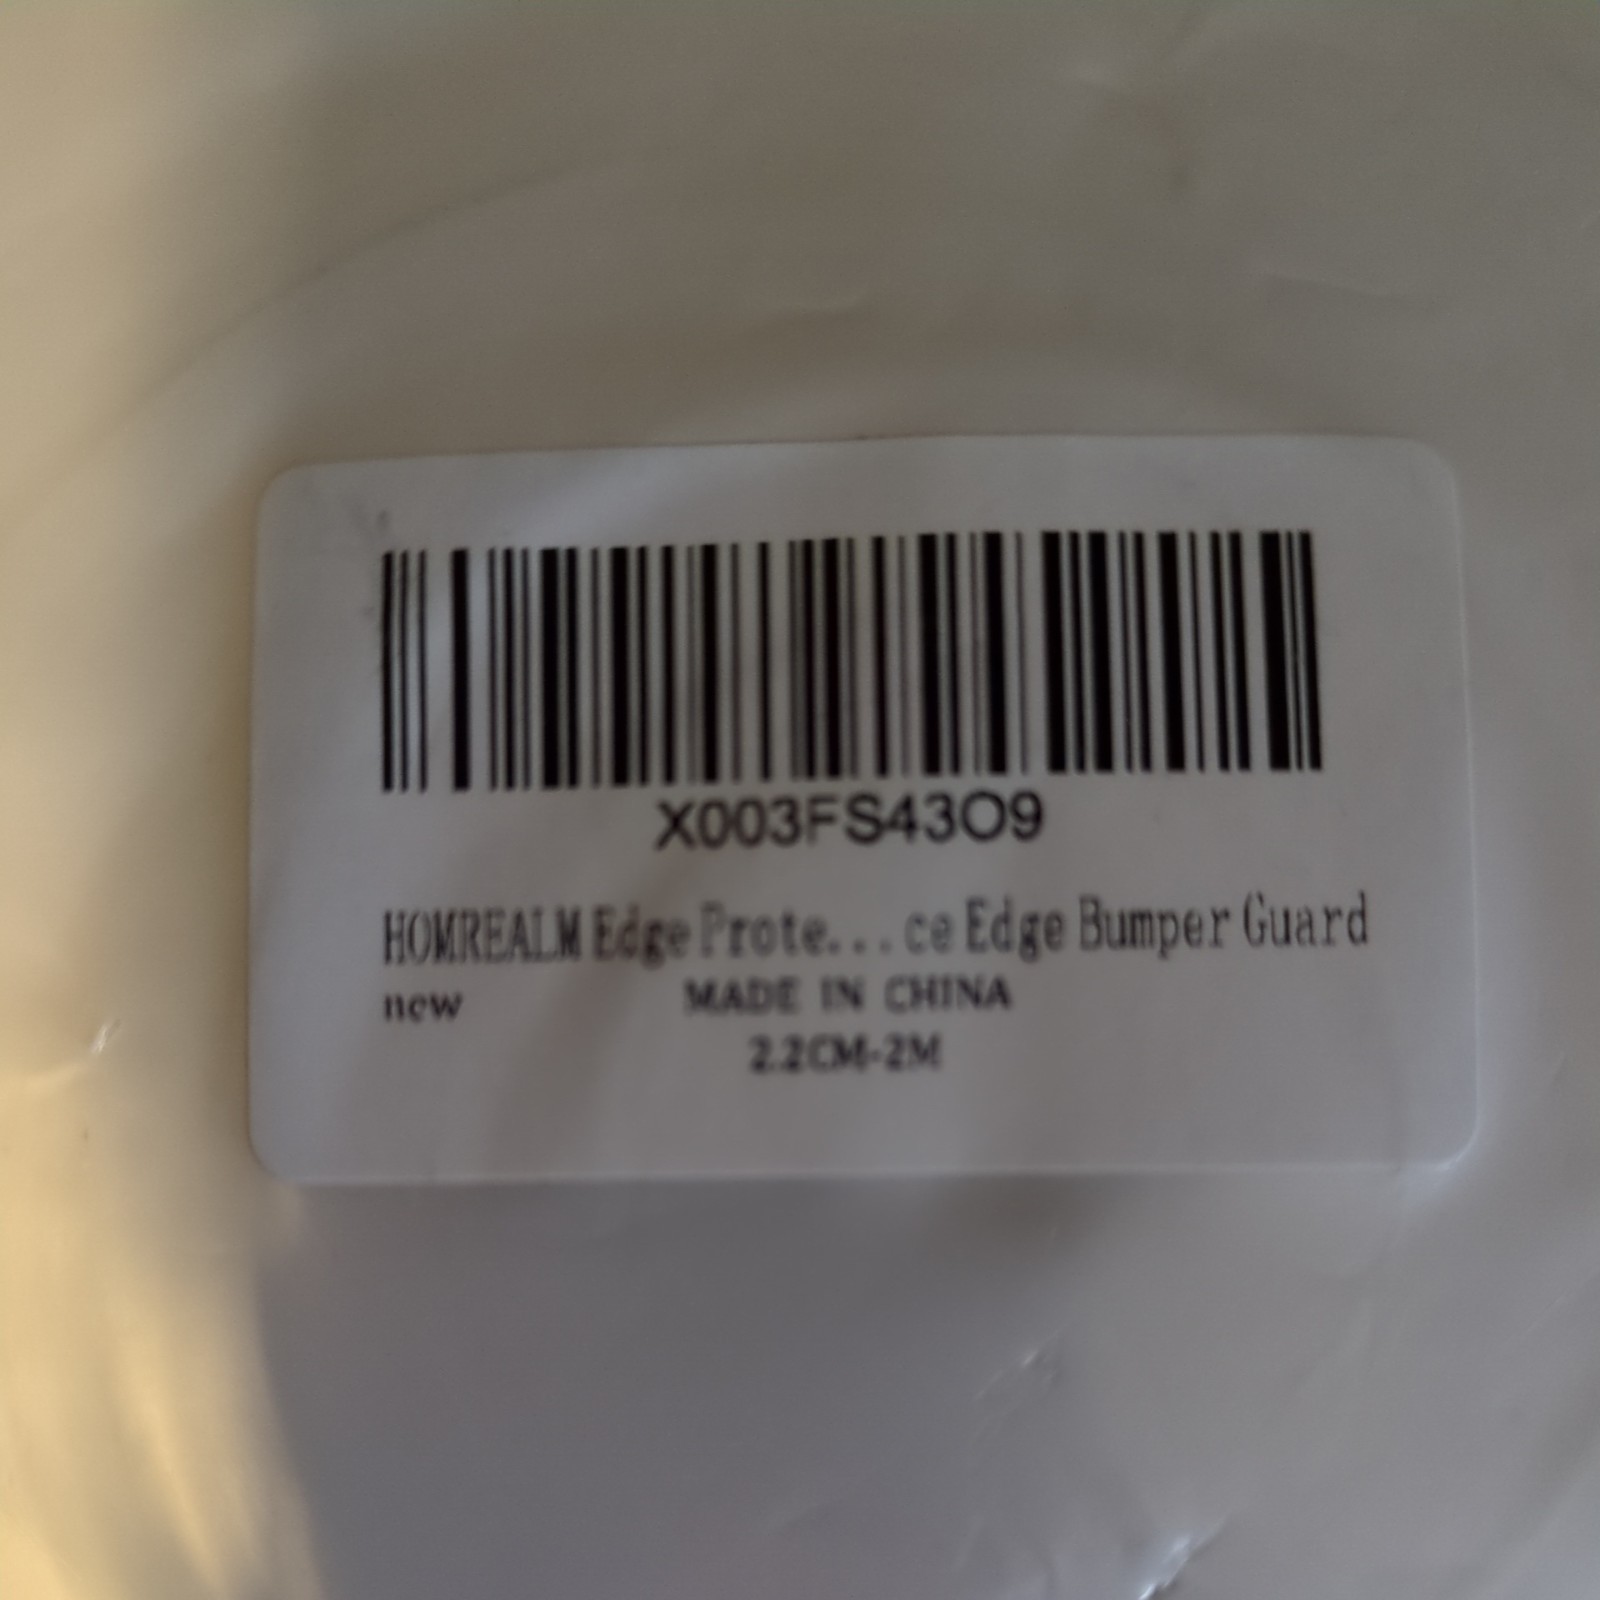 X003FS43O9
HOMREALM Edge Prote...ce Edge Bumper Guard
new
MADE IN CHINA
2.2CM-2M